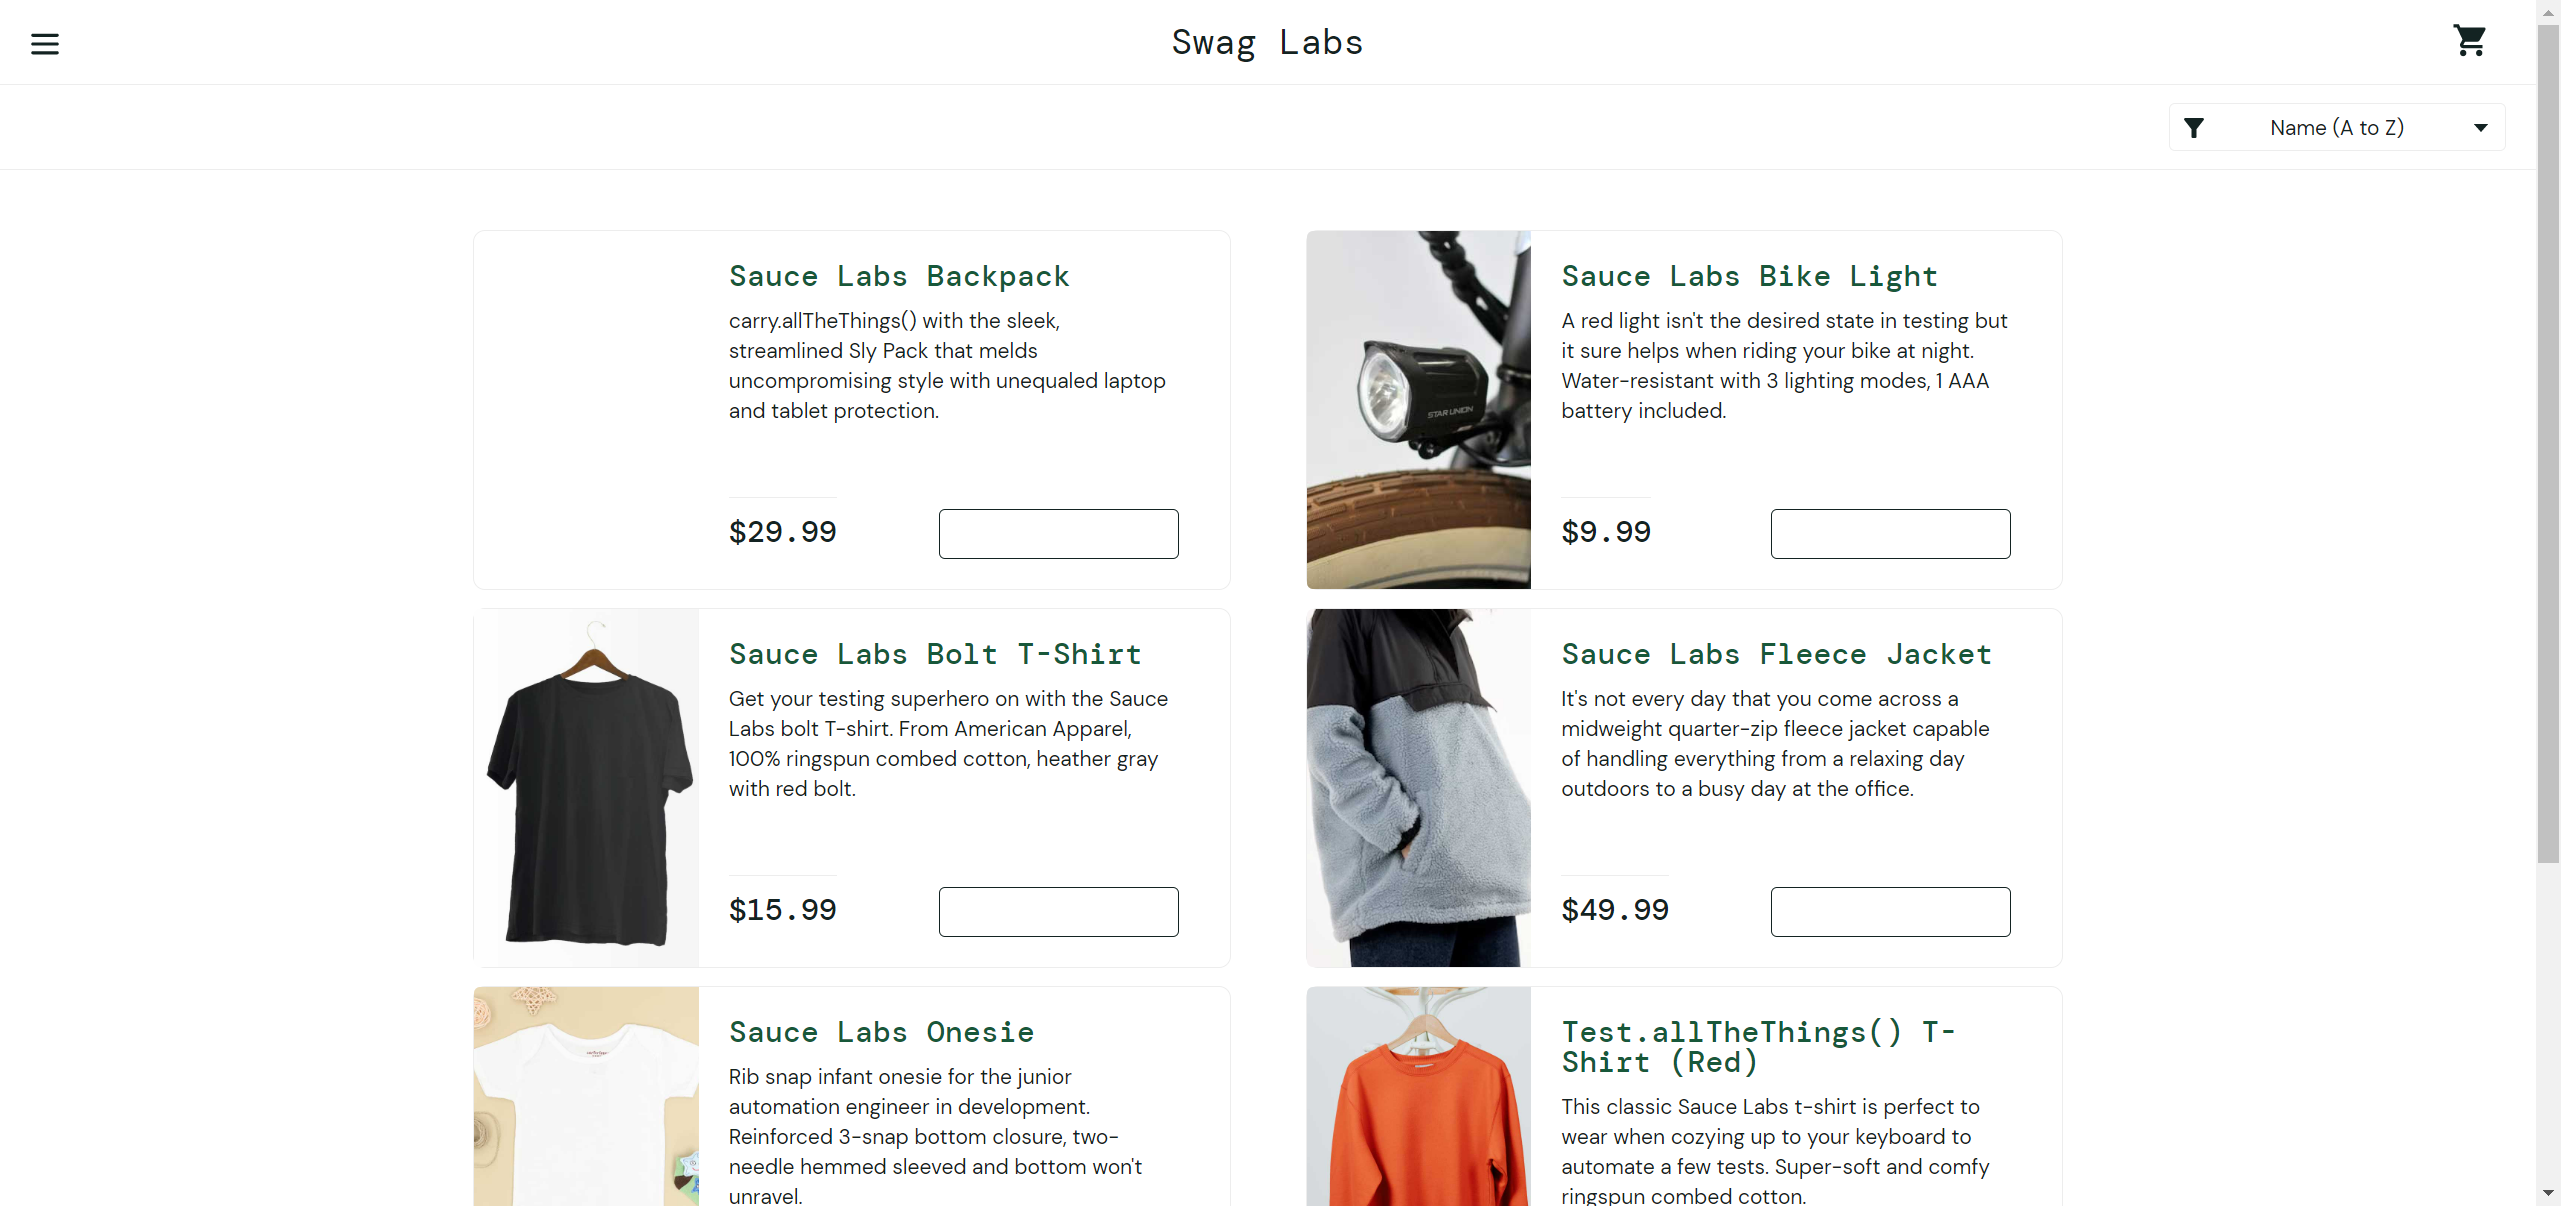 Swag Labs
Name (A to Z)
Sauce Labs Backpack
carry.allTheThings() with the sleek,
streamlined Sly Pack that melds
uncompromising style with unequaled laptop
and tablet protection.
$29.99
Sauce Labs Bike Light
A red light isn't the desired state in testing but
it sure helps when riding your bike at night.
Water-resistant with 3 lighting modes, 1 AAA
battery included.
$9.99
STAR UNION
Sauce Labs Bolt T-Shirt
Get your testing superhero on with the Sauce
Labs bolt T-shirt. From American Apparel,
100% ringspun combed cotton, heather gray
with red bolt.
$15.99
Sauce Labs Fleece Jacket
It's not every day that you come across a
midweight quarter-zip fleece jacket capable
of handling everything from a relaxing day
outdoors to a busy day at the office.
$49.99
Sauce Labs Onesie
Rib snap infant onesie for the junior
automation engineer in development.
Reinforced 3-snap bottom closure, two-
needle hemmed sleeved and bottom won't
unravel.
Test.allTheThings() T-
Shirt (Red)
This classic Sauce Labs t-shirt is perfect to
wear when cozying up to your keyboard to
automate a few tests. Super-soft and comfy
ringspun combed cotton.